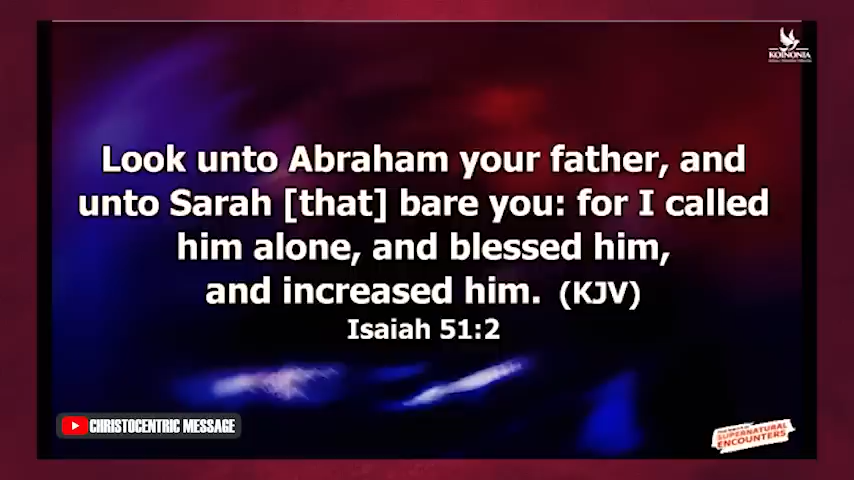 KOINONIA
Look unto Abraham your father, and
unto Sarah [that] bare you: for I called
him alone, and blessed him,
and increased him. (KJV)
Isaiah 51:2
CHRISTOCENTRIC MESSAGE
SUPERNATURAL
ENCOUNTERS